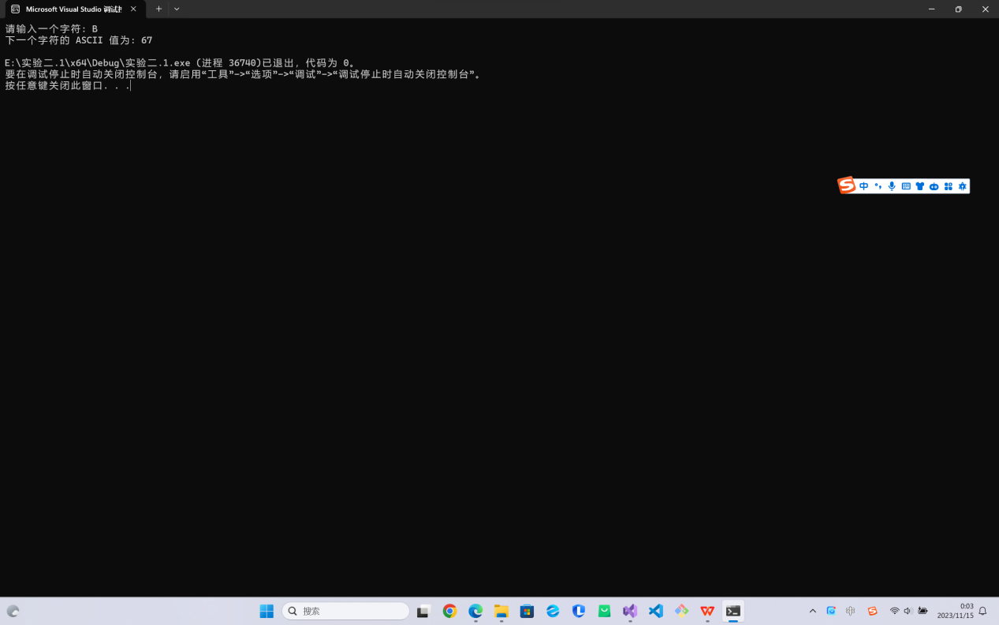 Microsoft Visual Studio 调试
请输入一个字符: B
下一个字符的 ASCII 值为: 67
E:\实验二.1\x64\Debug\实验二.1.exe (进程 36740)已退出，代码为 0。
要在调试停止时自动关闭控制台，请启用“工具”->“选项”->“调试”->“调试停止时自动关闭控制台”。
按任意键关闭此窗口. . .
中
搜索
中
0:03
2023/11/15